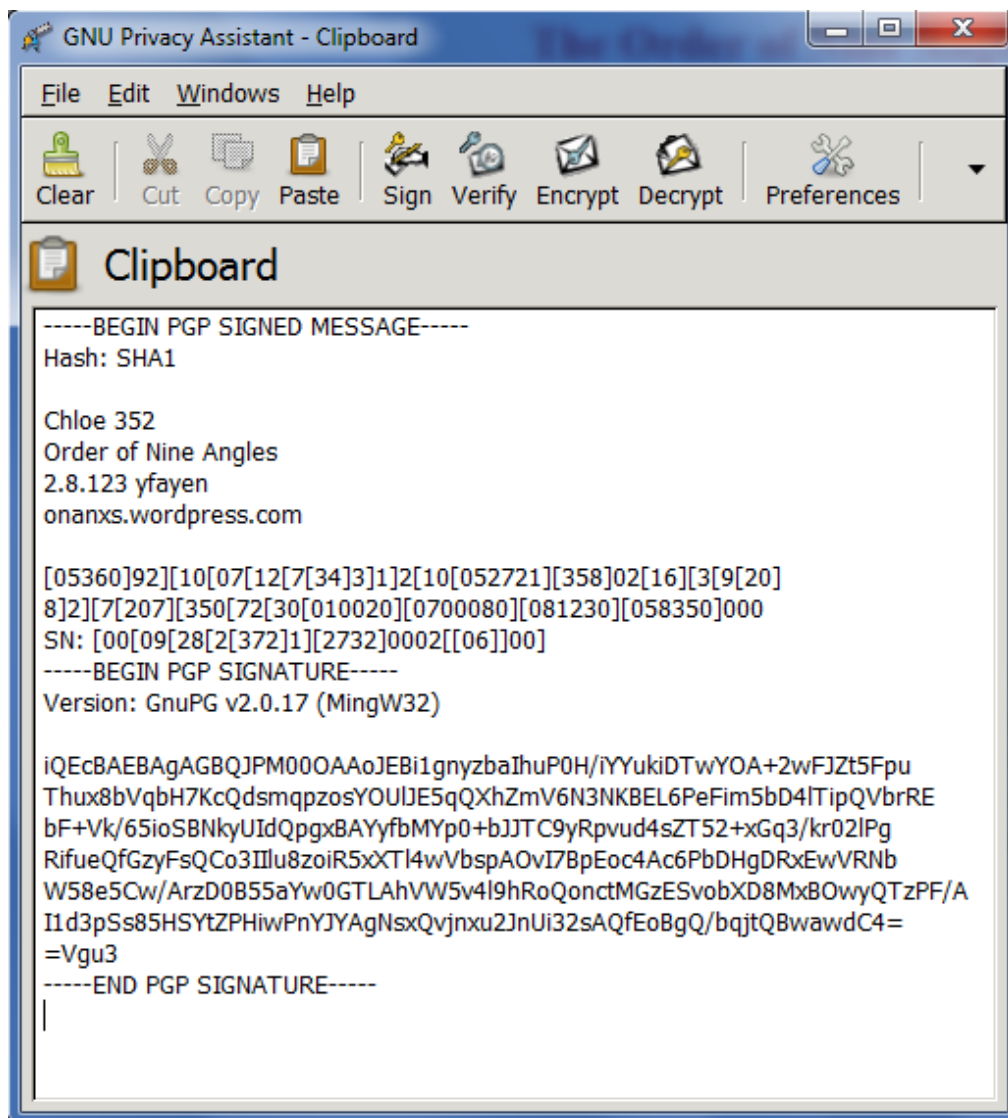 GNU Privacy Assistant - Clipboard
The Order of
File Edit Windows Help
Clear Cut Copy Paste Sign Verify Encrypt Decrypt Preferences
Clipboard
-----BEGIN PGP SIGNED MESSAGE-----
Hash: SHA1
Chloe 352
Order of Nine Angles
2.8.123 yfayen
onanxs.wordpress.com
[05360]92][10[07[12[7[34]3]1]2[10[052721][358]02[16][3[9[20]
8]2][7[207][350[72[30[010020][0700080][081230][058350]000
SN: [00[09[28[2[372]1][2732]0002[[06]]00]
-----BEGIN PGP SIGNATURE-----
Version: GnuPG v2.0.17 (MingW32)
iQEcBAEBAgAGBQJPM00OAAoJEBi1gnyzbaIhuP0H/iYYukiDTwYOA+2wFJZt5Fpu
Thux8bVqbH7KcQdsmqpzosYOUlJE5qQXhZmV6N3NKBEL6PeFim5bD4lTipQVbrRE
bF+Vk/65ioSBNkyUIdQpgxBAYyfbMYp0+bJJTC9yRpvud4sZT52+xGq3/kr02lPg
RifueQfGzyFsQCo3IIlu8zoiR5xXTl4wVbspAOvI7BpEoc4Ac6PbDHgDRxEwVRNb
W58e5Cw/ArzD0B55aYw0GTLAhVW5v4l9hRoQonctMGzESvobXD8MxBOwyQTzPF/A
I1d3pSs85HSYtZPHiwPnYJYAgNsxQvjnxu2JnUi32sAQfEoBgQ/bqjtQBwawdC4=
=Vgu3
-----END PGP SIGNATURE-----